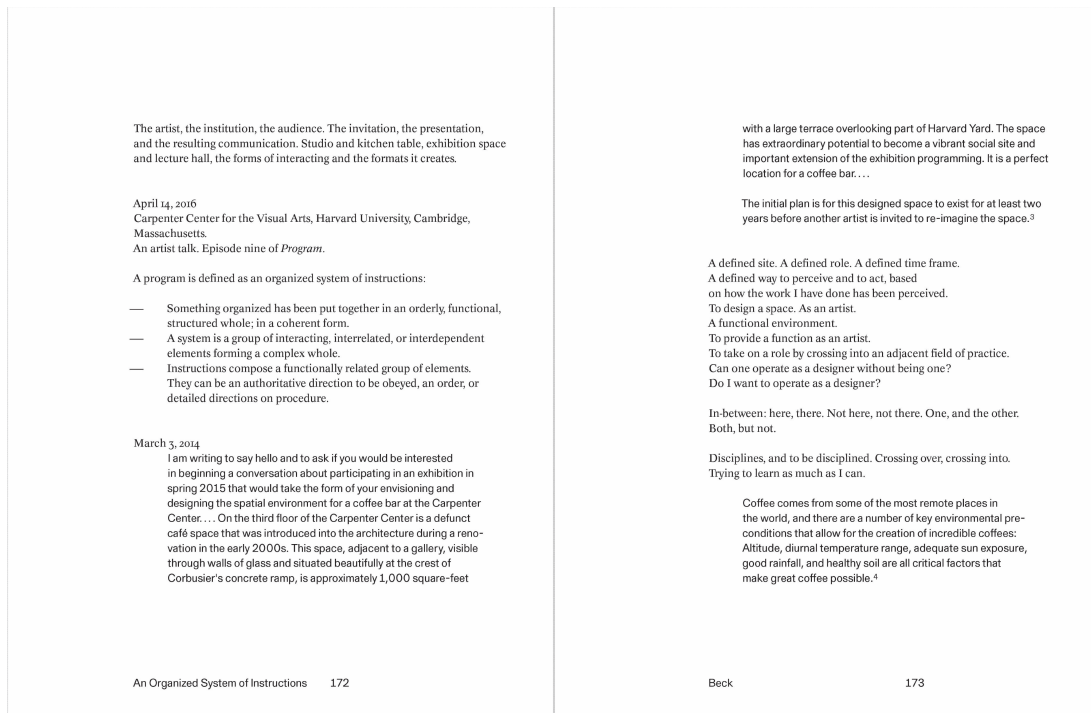 The artist, the institution, the audience. The invitation, the presentation,
and the resulting communication. Studio and kitchen table, exhibition space
and lecture hall, the forms of interacting and the formats it creates.
April 14, 2016
Carpenter Center for the Visual Arts, Harvard University, Cambridge,
Massachusetts.
An artist talk. Episode nine of Program.
A program is defined as an organized system of instructions:
— Something organized has been put together in an orderly, functional,
structured whole; in a coherent form.
— A system is a group of interacting, interrelated, or interdependent
elements forming a complex whole.
— Instructions compose a functionally related group of elements.
They can be an authoritative direction to be obeyed, an order, or
detailed directions on procedure.
March 3, 2014
I am writing to say hello and to ask if you would be interested
in beginning a conversation about participating in an exhibition in
spring 2015 that would take the form of your envisioning and
designing the spatial environment for a coffee bar at the Carpenter
Center.... On the third floor of the Carpenter Center is a defunct
café space that was introduced into the architecture during a reno-
vation in the early 2000s. This space, adjacent to a gallery, visible
through walls of glass and situated beautifully at the crest of
Corbusier's concrete ramp, is approximately 1,000 square-feet
An Organized System of Instructions 172
with a large terrace overlooking part of Harvard Yard. The space
has extraordinary potential to become a vibrant social site and
important extension of the exhibition programming. It is a perfect
location for a coffee bar....
The initial plan is for this designed space to exist for at least two
years before another artist is invited to re-imagine the space.3
A defined site. A defined role. A defined time frame.
A defined way to perceive and to act, based
on how the work I have done has been perceived.
To design a space. As an artist.
A functional environment.
To provide a function as an artist.
To take on a role by crossing into an adjacent field of practice.
Can one operate as a designer without being one?
Do I want to operate as a designer?
In-between: here, there. Not here, not there. One, and the other.
Both, but not.
Disciplines, and to be disciplined. Crossing over, crossing into.
Trying to learn as much as I can.
Coffee comes from some of the most remote places in
the world, and there are a number of key environmental pre-
conditions that allow for the creation of incredible coffees:
Altitude, diurnal temperature range, adequate sun exposure,
good rainfall, and healthy soil are all critical factors that
make great coffee possible.4
Beck 173